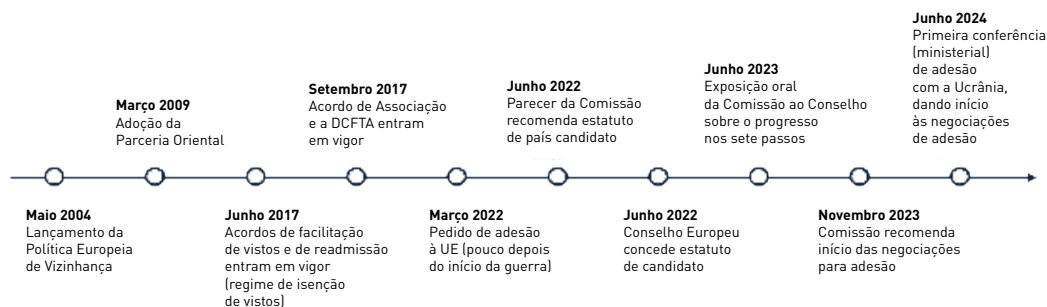 Maio 2004
Lançamento da
Política Europeia
de Vizinhança
Março 2009
Adoção da
Parceria Oriental
Junho 2017
Acordos de facilitação
de vistos e de readmissão
entram em vigor
(regime de isenção
de vistos)
Setembro 2017
Acordo de Associação
e a DCFTA entram
em vigor
Março 2022
Pedido de adesão
à UE (pouco depois
do início da guerra)
Junho 2022
Parecer da Comissão
recomenda estatuto
de país candidato
Junho 2022
Conselho Europeu
concede estatuto
de candidato
Junho 2023
Exposição oral
da Comissão ao Conselho
sobre o progresso
nos sete passos
Novembro 2023
Comissão recomenda
início das negociações
para adesão
Junho 2024
Primeira conferência
(ministerial)
de adesão
com a Ucrânia,
dando início
às negociações
de adesão